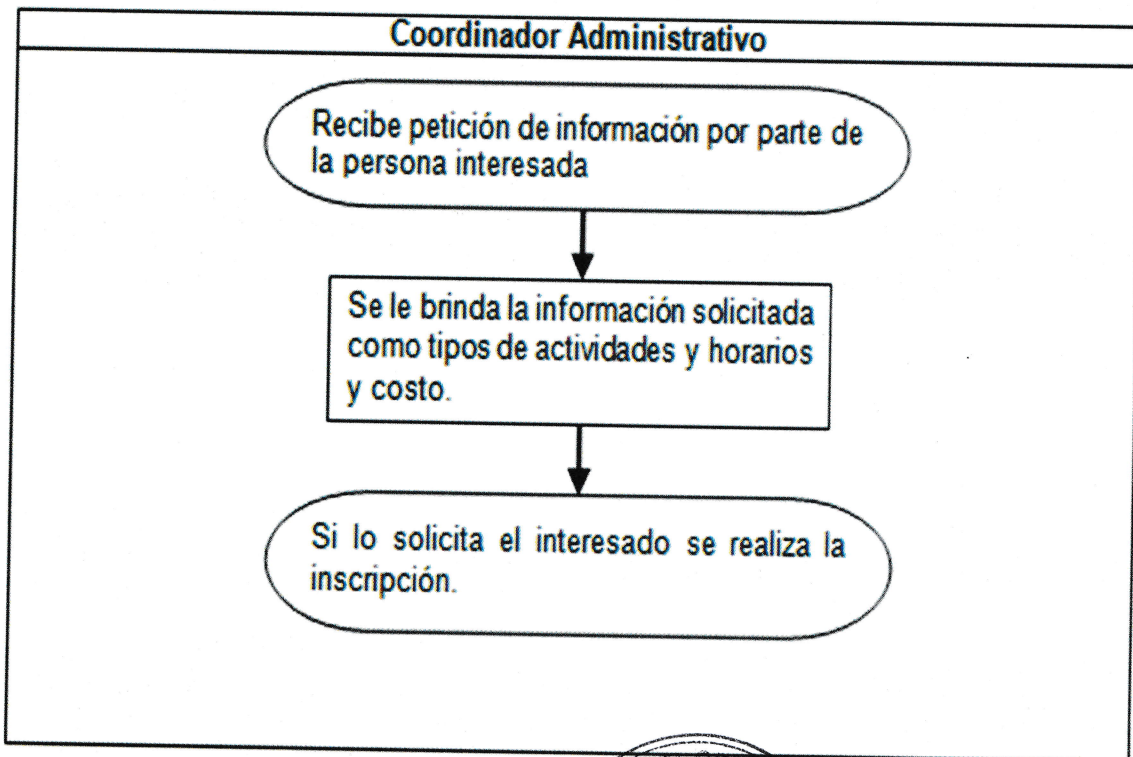 Coordinador Administrativo
Recibe petición de información por parte de
la persona interesada
Se le brinda la información solicitada
como tipos de actividades y horarios
y costo.
Si lo solicita el interesado se realiza la
inscripción.